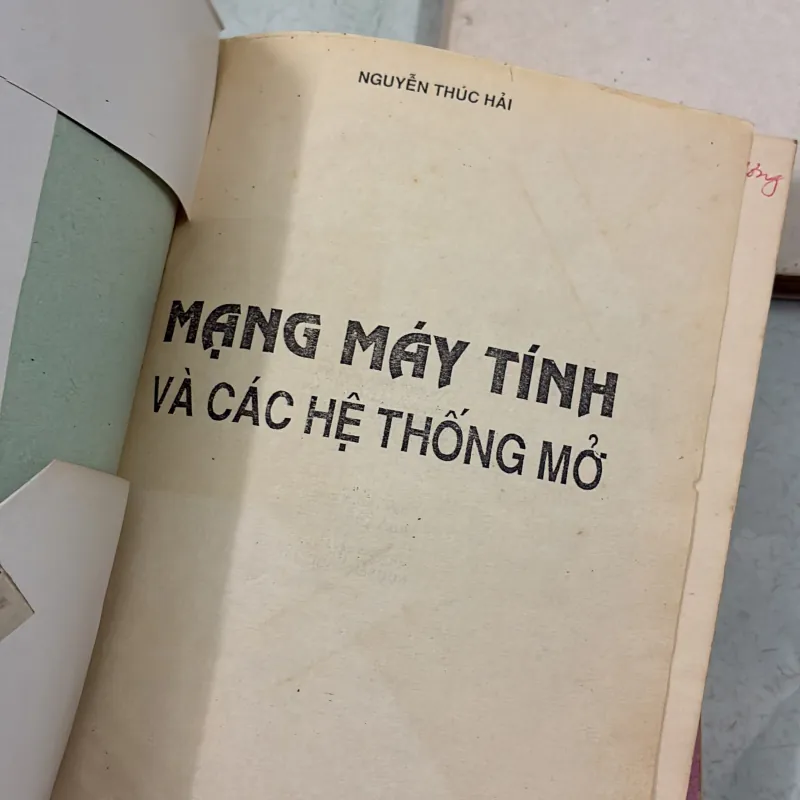 NGUYỄN THÚC HẢI
MẠNG MÁY TÍNH
VÀ CÁC HỆ THỐNG MỞ